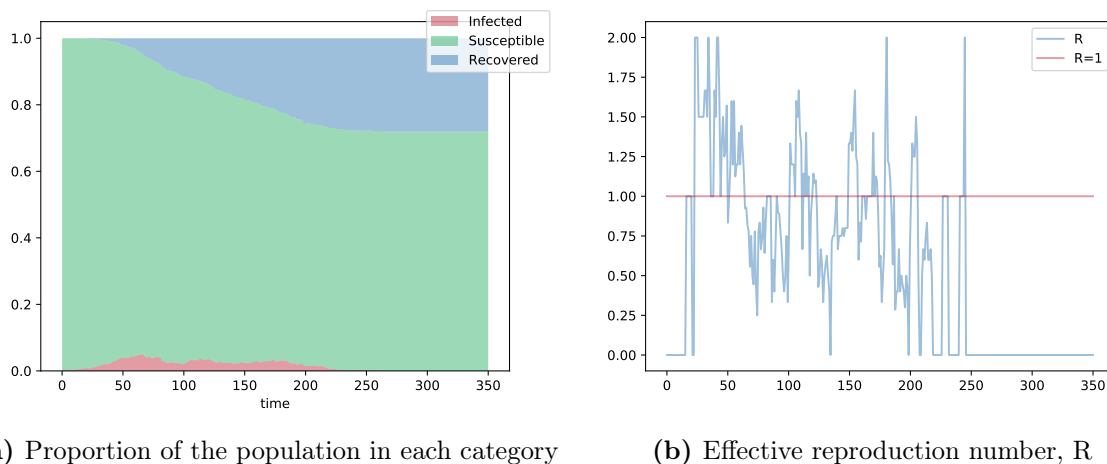 Infected
Susceptible
Recovered
1.0
0.8
0.6
0.4
0.2
0.0
0 50 100 150 200 250 300 350
time
) Proportion of the population in each category
R
R=1
2.00
1.75
1.50
1.25
1.00
0.75
0.50
0.25
0.00
0 50 100 150 200 250 300 350
(b) Effective reproduction number, R